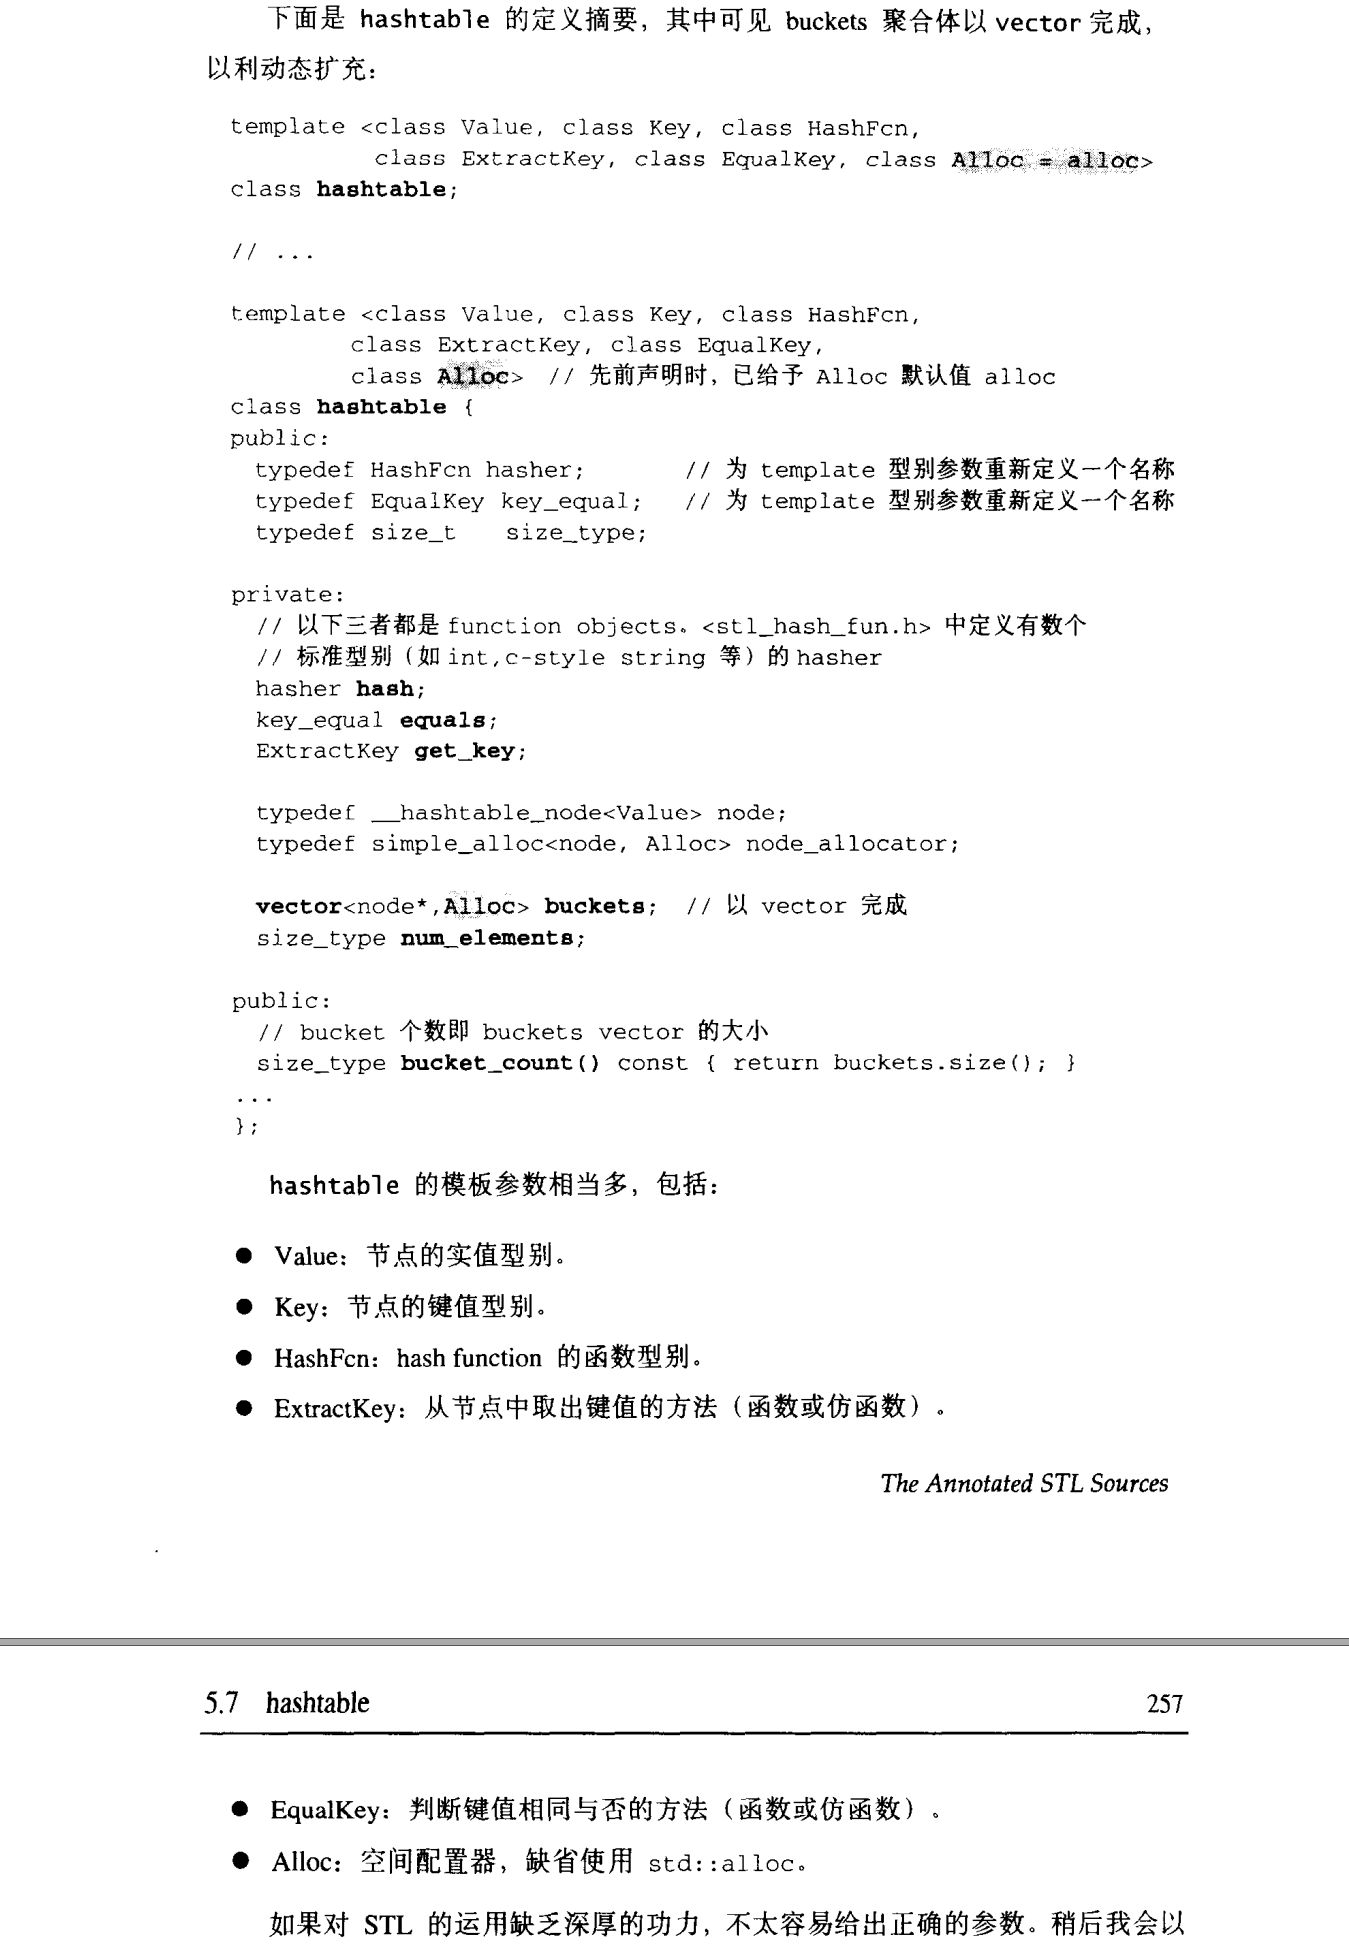 下面是 hashtable 的定义摘要，其中可见 buckets 聚合体以 vector 完成，
以利动态扩充：
template <class Value, class Key, class HashFcn,
class ExtractKey, class EqualKey, class Alloc = alloc>
class hashtable;
// ...
template <class Value, class Key, class HashFcn,
class ExtractKey, class EqualKey,
class Alloc> // 先前声明时，已给予 Alloc 默认值 alloc
class hashtable {
public:
typedef HashFcn hasher; // 为 template 型别参数重新定义一个名称
typedef EqualKey key_equal; // 为 template 型别参数重新定义一个名称
typedef size_t size_type;
private:
// 以下三者都是 function objects。<stl_hash_fun.h> 中定义有数个
// 标准型别（如 int,c-style string 等）的 hasher
hasher hash;
key_equal equals;
ExtractKey get_key;
typedef __hashtable_node<Value> node;
typedef simple_alloc<node, Alloc> node_allocator;
vector<node*,Alloc> buckets; // 以 vector 完成
size_type num_elements;
public:
// bucket 个数即 buckets vector 的大小
size_type bucket_count() const { return buckets.size(); }
...
};
hashtable 的模板参数相当多，包括：
● Value：节点的实值型别。
● Key：节点的键值型别。
● HashFcn：hash function 的函数型别。
● ExtractKey：从节点中取出键值的方法（函数或仿函数）。
The Annotated STL Sources
5.7 hashtable 257
● EqualKey：判断键值相同与否的方法（函数或仿函数）。
● Alloc：空间配置器，缺省使用 std::alloc。
如果对 STL 的运用缺乏深厚的功力，不太容易给出正确的参数。稍后我会以